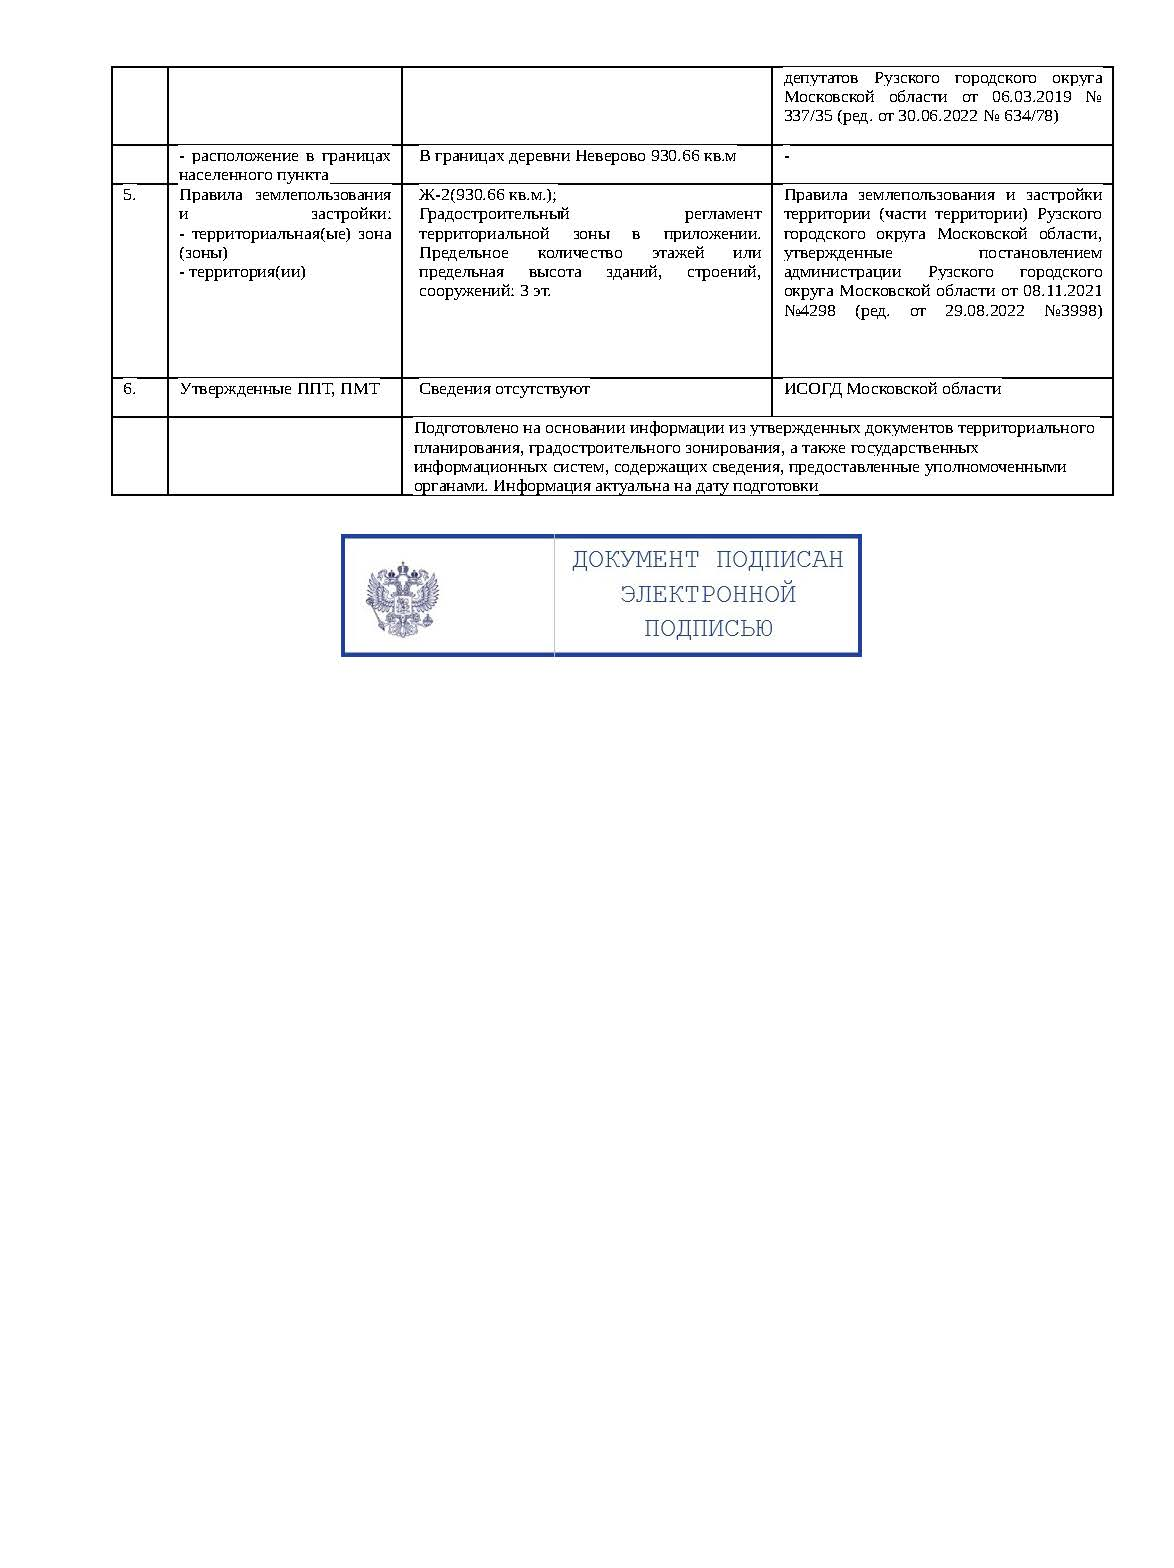 депутатов Рузского городского округа
Московской области от 06.03.2019 №
337/35 (ред. от 30.06.2022 № 634/78)
- расположение в границах
населенного пункта
В границах деревни Неверово 930.66 кв.м
-
5.
Правила землепользования
и застройки:
- территориальная(ые) зона
(зоны)
- территория(ии)
Ж-2(930.66 кв.м.);
Градостроительный регламент
территориальной зоны в приложении.
Предельное количество этажей или
предельная высота зданий, строений,
сооружений: 3 эт.
Правила землепользования и застройки
территории (части территории) Рузского
городского округа Московской области,
утвержденные постановлением
администрации Рузского городского
округа Московской области от 08.11.2021
№4298 (ред. от 29.08.2022 №3998)
6.
Утвержденные ППТ, ПМТ
Сведения отсутствуют
ИСОГД Московской области
Подготовлено на основании информации из утвержденных документов территориального
планирования, градостроительного зонирования, а также государственных
информационных систем, содержащих сведения, предоставленные уполномоченными
органами. Информация актуальна на дату подготовки
ДОКУМЕНТ ПОДПИСАН
ЭЛЕКТРОННОЙ
ПОДПИСЬЮ